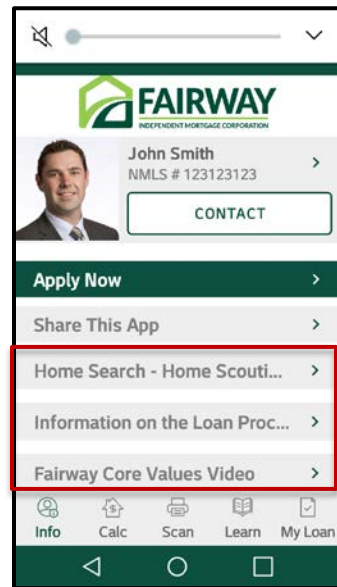 FAIRWAY
INDEPENDENT MORTGAGE CORPORATION
John Smith
NMLS # 123123123
CONTACT
Apply Now
Share This App
Home Search - Home Scouti...
Information on the Loan Proc...
Fairway Core Values Video
Info Calc Scan Learn My Loan